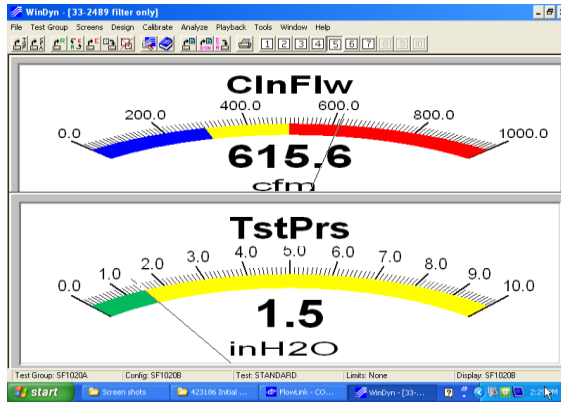 WinDyn - [33-2489 filter only]
File Test Group Screens Design Calibrate Analyze Playback Tools Window Help
1 2 3 4 5 6 7 8 9 10
ClnFlw
0.0 200.0 400.0 600.0 800.0 1000.0
615.6
cfm
TstPrs
0.0 1.0 2.0 3.0 4.0 5.0 6.0 7.0 8.0 9.0 10.0
1.5
inH2O
Test Group: SF1020A Config: SF1020B Test: STANDARD Limits: None Display: SF1020B
start Screen shots 423186 Initial ... FlowLink - CO... WinDyn - [33-...